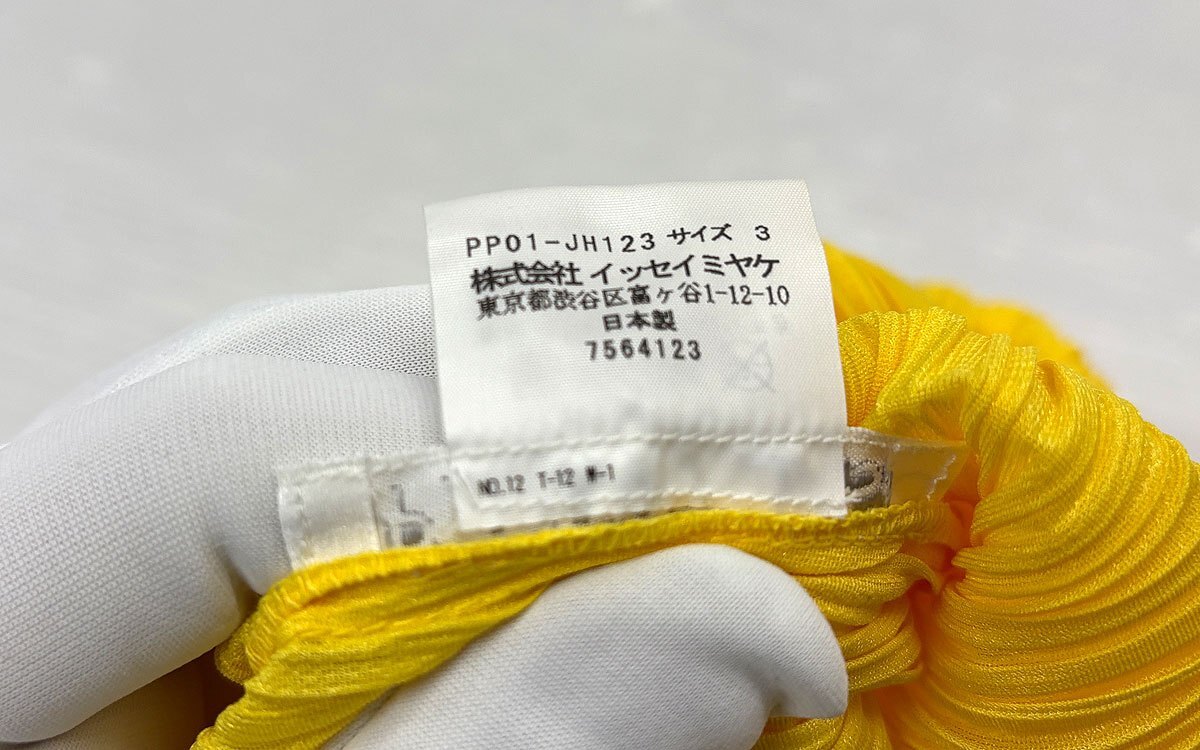 PP01-JH123 サイズ 3
株式会社 イッセイミヤケ
東京都渋谷区富ヶ谷1-12-10
日本製
7564123
NO.12 T-12 W-1